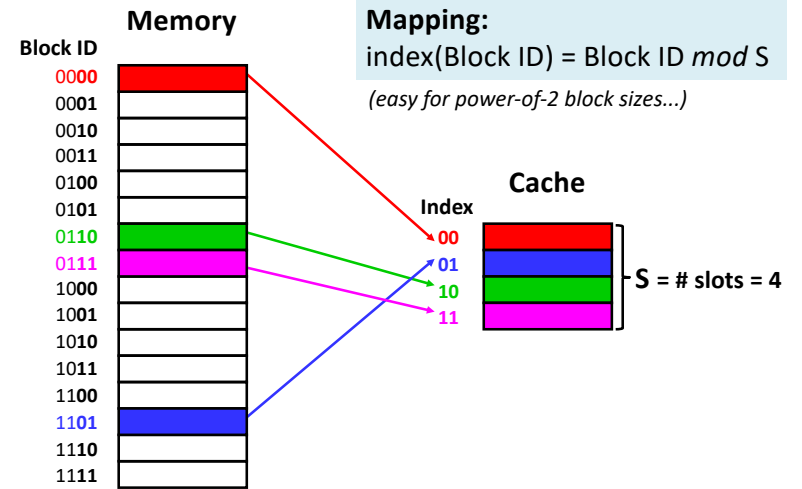 Memory
Mapping:
index(Block ID) = Block ID mod S
(easy for power-of-2 block sizes...)
Block ID
0000
0001
0010
0011
0100
0101
0110
0111
1000
1001
1010
1011
1100
1101
1110
1111
Cache
Index
00
01
10
11
S = # slots = 4